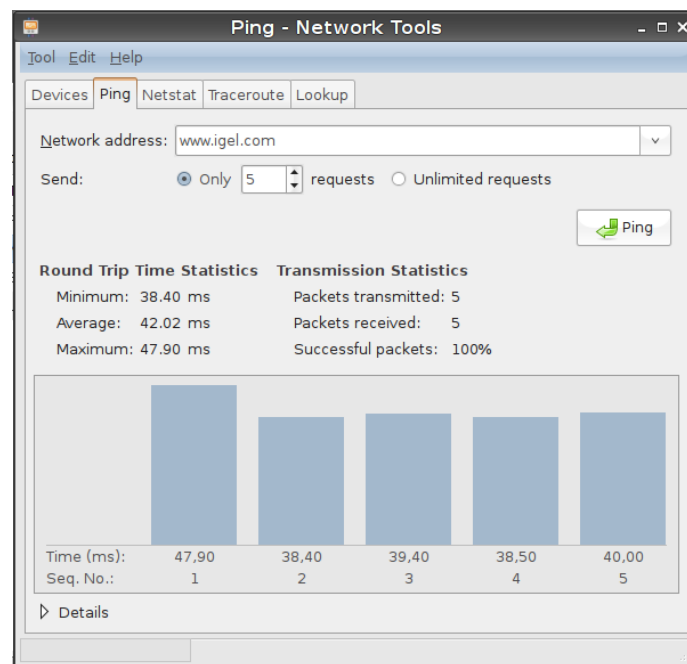 Ping - Network Tools
Tool Edit Help
Devices Ping Netstat Traceroute Lookup
Network address: www.igel.com
Send: Only 5 requests Unlimited requests
Ping
Round Trip Time Statistics Transmission Statistics
Minimum: 38.40 ms Packets transmitted: 5
Average: 42.02 ms Packets received: 5
Maximum: 47.90 ms Successful packets: 100%
Time (ms): 47,90 38,40 39,40 38,50 40,00
Seq. No.: 1 2 3 4 5
Details